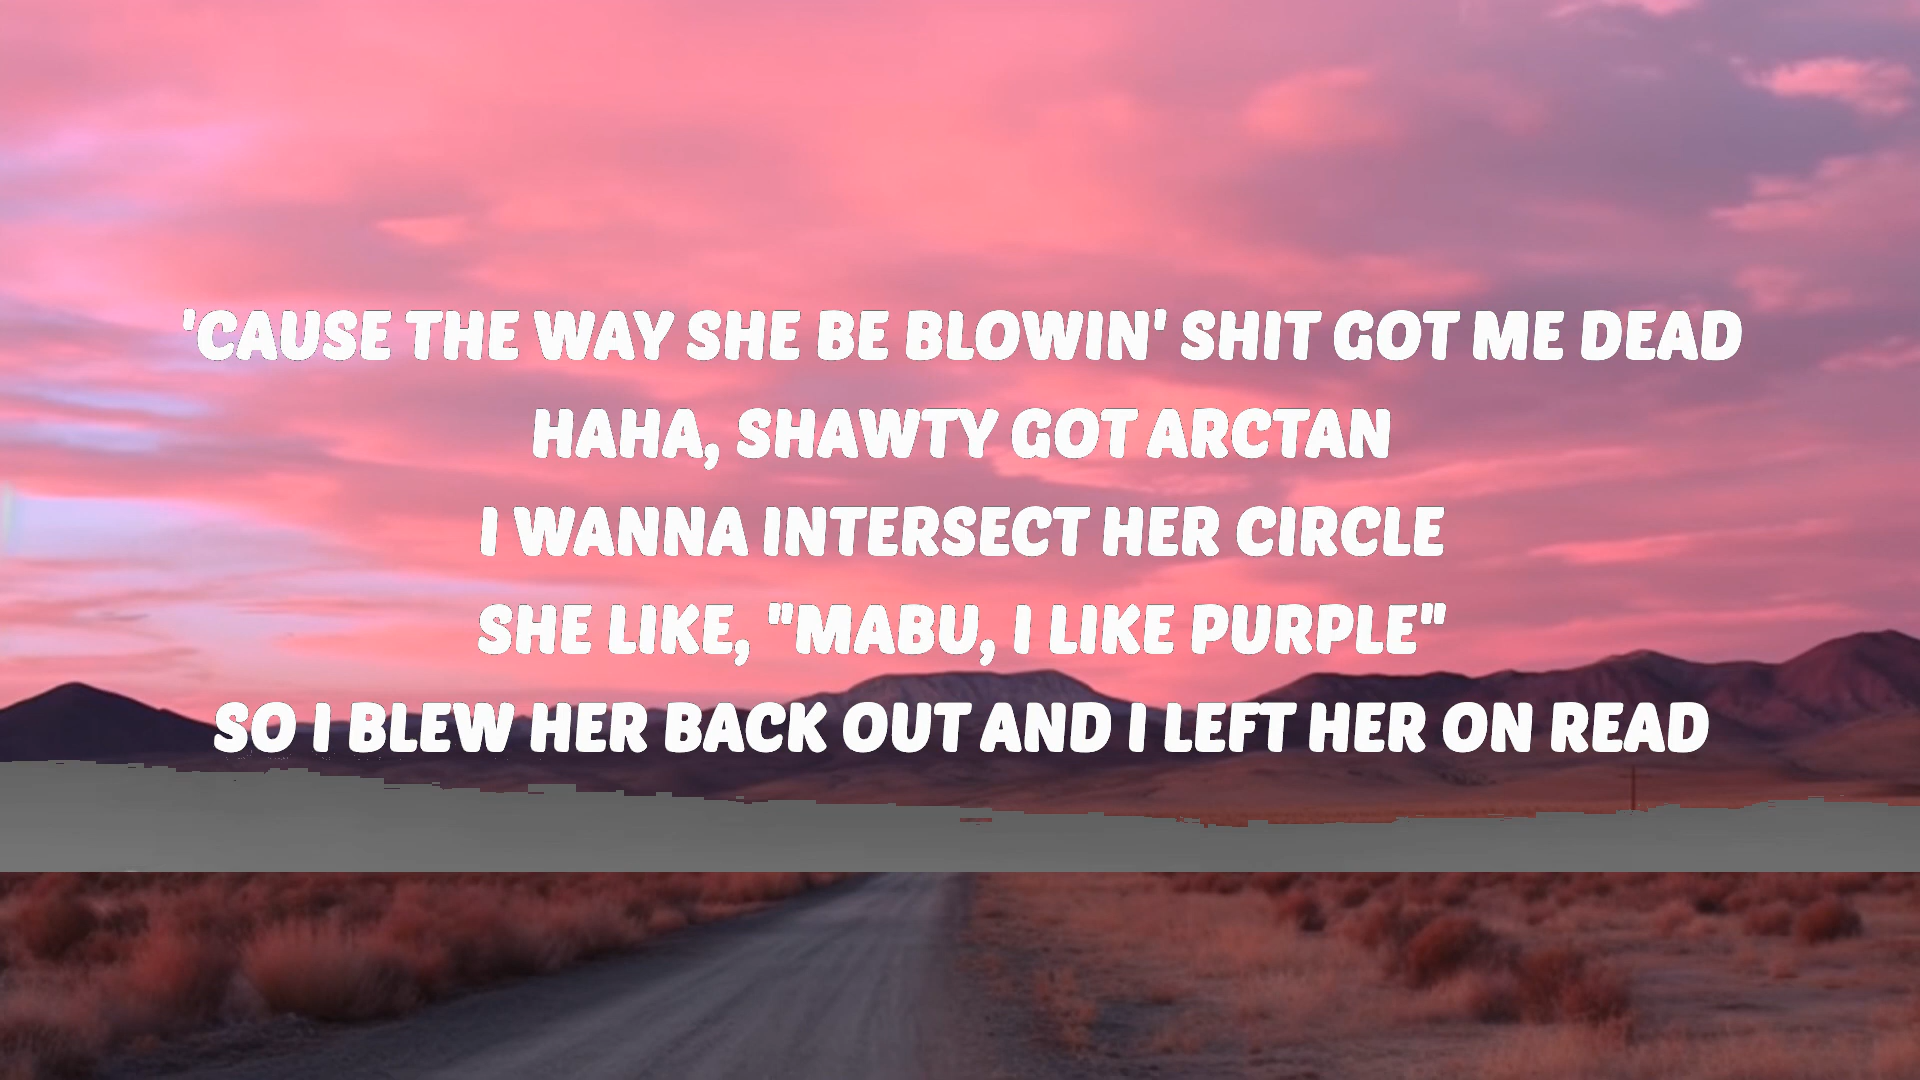 'CAUSE THE WAY SHE BE BLOWIN' SHIT GOT ME DEAD
HAHA, SHAWTY GOT ARCTAN
I WANNA INTERSECT HER CIRCLE
SHE LIKE, "MABU, I LIKE PURPLE"
SO I BLEW HER BACK OUT AND I LEFT HER ON READ